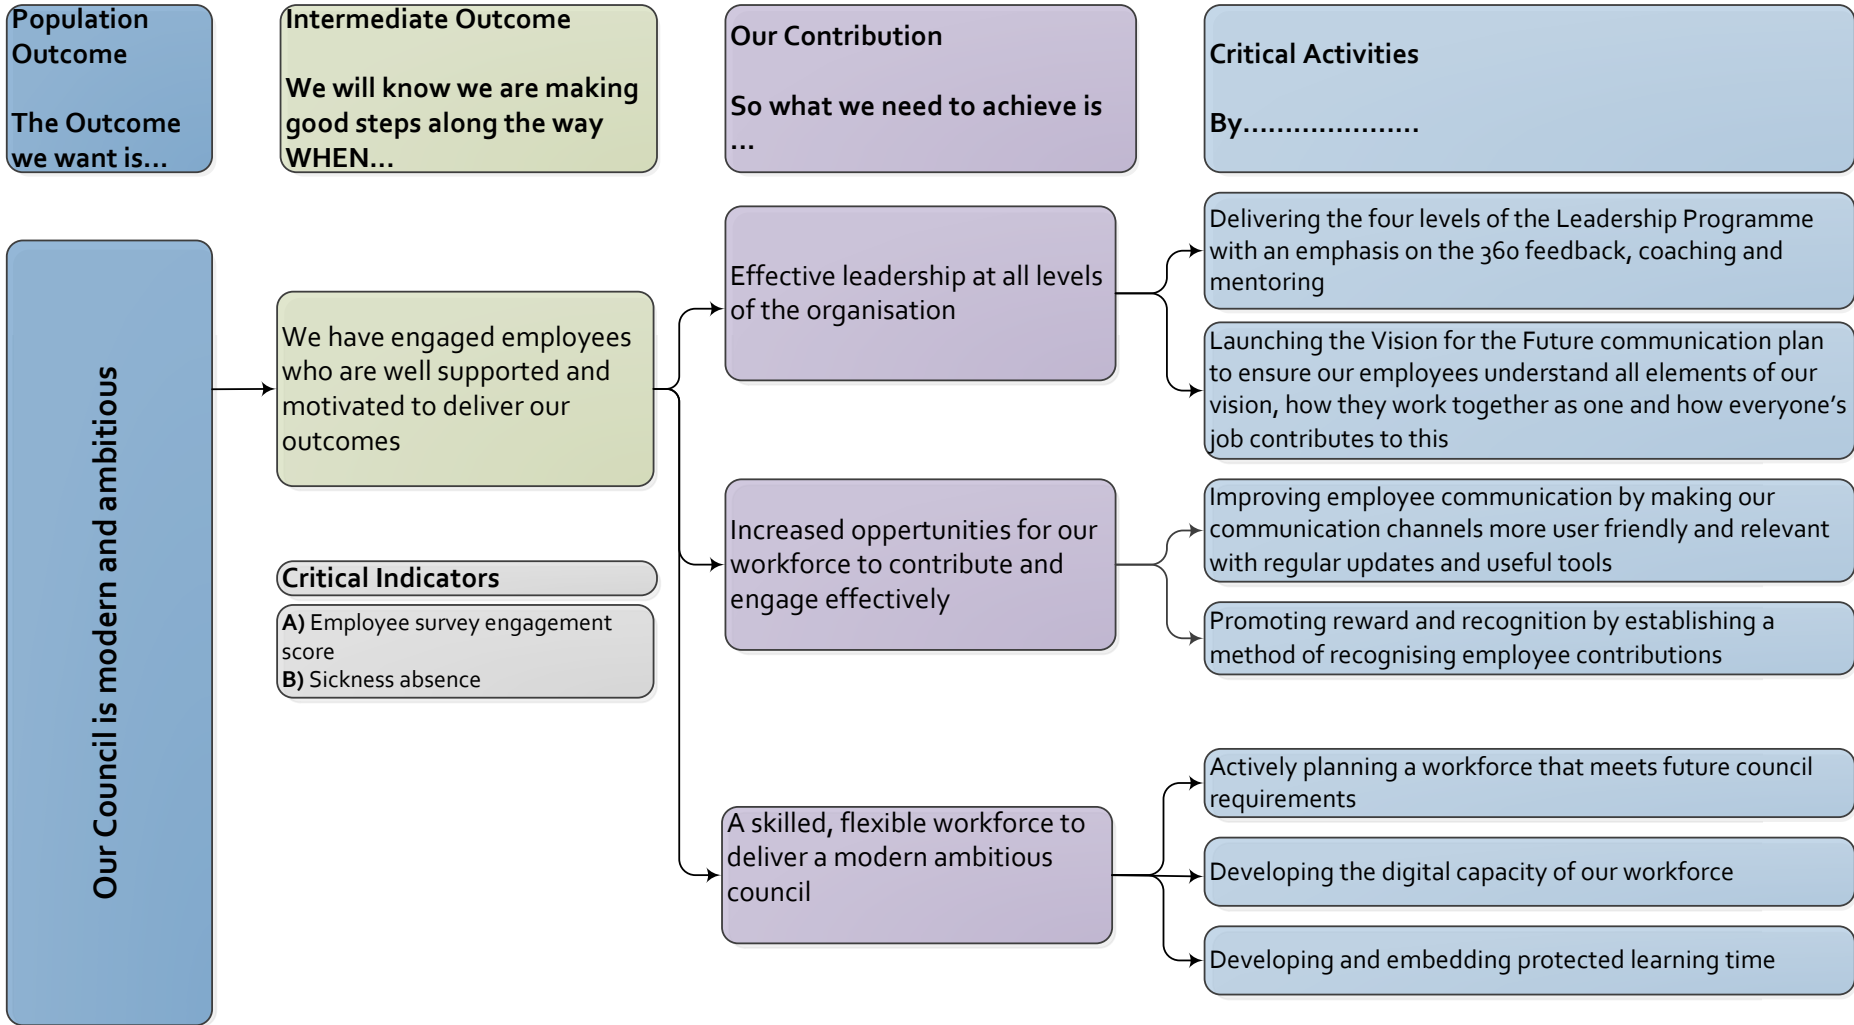 Population
Outcome
The Outcome
we want is...
Intermediate Outcome
We will know we are making
good steps along the way
WHEN...
Our Contribution
So what we need to achieve is
...
Critical Activities
By.....................
Our Council is modern and ambitious
We have engaged employees
who are well supported and
motivated to deliver our
outcomes
Critical Indicators
A) Employee survey engagement
score
B) Sickness absence
Effective leadership at all levels
of the organisation
Delivering the four levels of the Leadership Programme
with an emphasis on the 360 feedback, coaching and
mentoring
Launching the Vision for the Future communication plan
to ensure our employees understand all elements of our
vision, how they work together as one and how everyone’s
job contributes to this
Increased oppertunities for our
workforce to contribute and
engage effectively
Improving employee communication by making our
communication channels more user friendly and relevant
with regular updates and useful tools
Promoting reward and recognition by establishing a
method of recognising employee contributions
A skilled, flexible workforce to
deliver a modern ambitious
council
Actively planning a workforce that meets future council
requirements
Developing the digital capacity of our workforce
Developing and embedding protected learning time